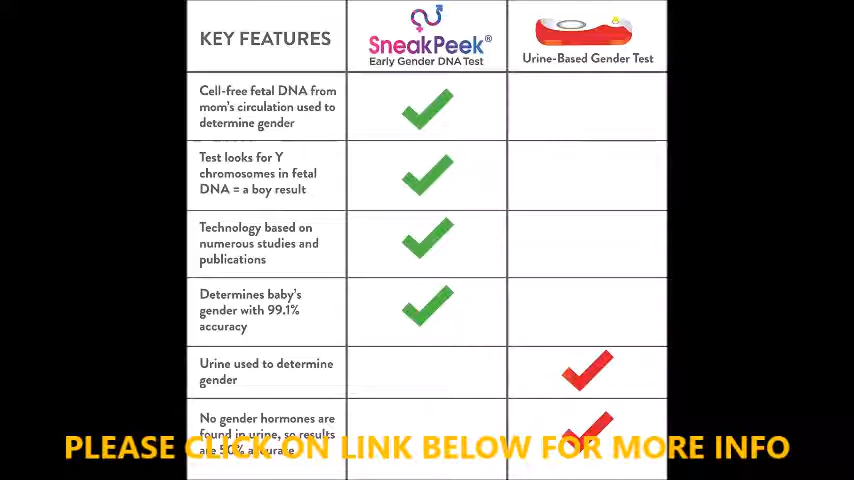 KEY FEATURES
SneakPeek®
Early Gender DNA Test
Urine-Based Gender Test
Cell-free fetal DNA from
mom's circulation used to
determine gender
Test looks for Y
chromosomes in fetal
DNA = a boy result
Technology based on
numerous studies and
publications
Determines baby's
gender with 99.1%
accuracy
Urine used to determine
gender
No gender hormones are
found in urine, so results
are 50% accurate
PLEASE CLICK ON LINK BELOW FOR MORE INFO